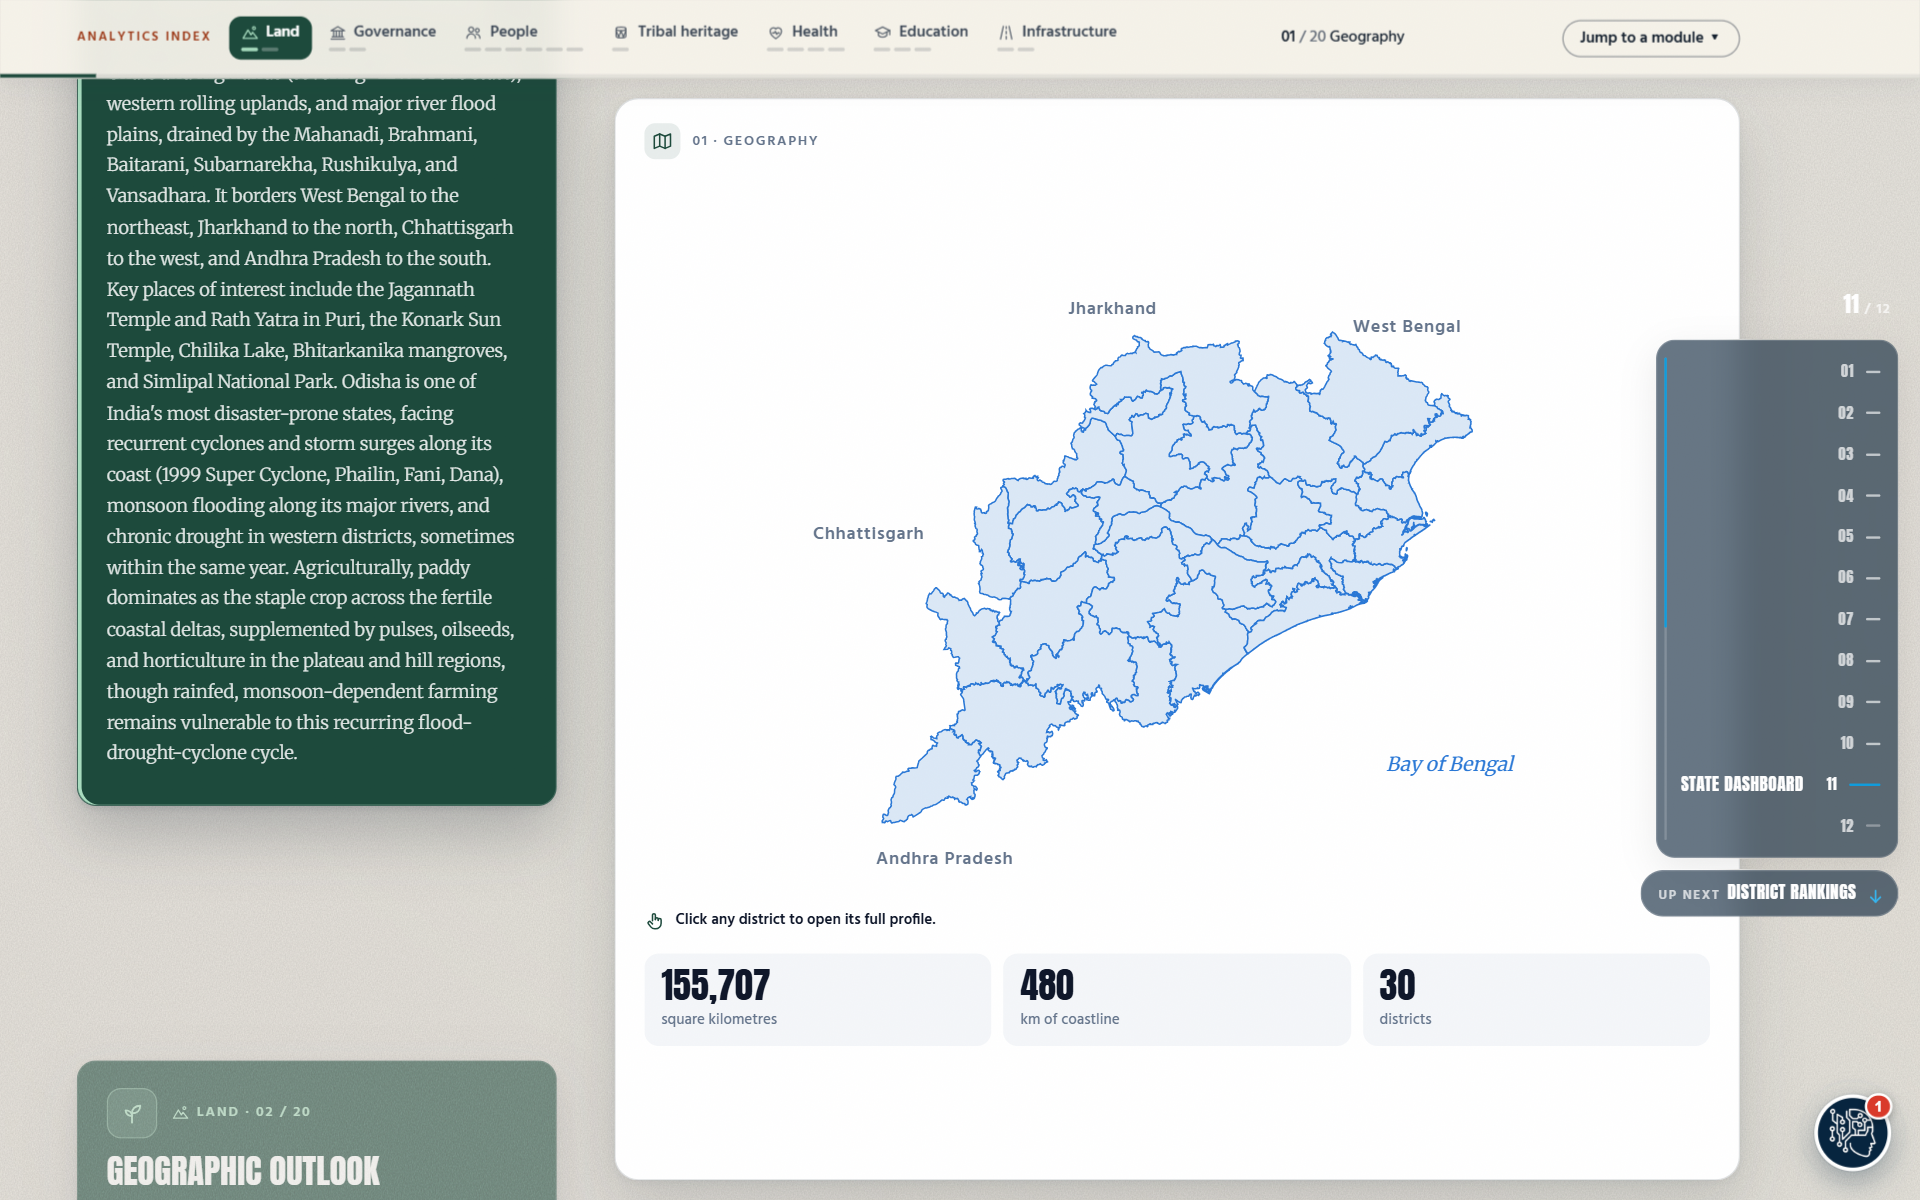 ANALYTICS INDEX
Land
Governance
People
Tribal heritage
Health
Education
Infrastructure
01 / 20 Geography
Jump to a module ▼
western rolling uplands, and major river flood
plains, drained by the Mahanadi, Brahmani,
Baitarani, Subarnarekha, Rushikulya, and
Vansadhara. It borders West Bengal to the
northeast, Jharkhand to the north, Chhattisgarh
to the west, and Andhra Pradesh to the south.
Key places of interest include the Jagannath
Temple and Rath Yatra in Puri, the Konark Sun
Temple, Chilika Lake, Bhitarkanika mangroves,
and Simlipal National Park. Odisha is one of
India's most disaster-prone states, facing
recurrent cyclones and storm surges along its
coast (1999 Super Cyclone, Phailin, Fani, Dana),
monsoon flooding along its major rivers, and
chronic drought in western districts, sometimes
within the same year. Agriculturally, paddy
dominates as the staple crop across the fertile
coastal deltas, supplemented by pulses, oilseeds,
and horticulture in the plateau and hill regions,
though rainfed, monsoon-dependent farming
remains vulnerable to this recurring flood-
drought-cyclone cycle.
LAND · 02 / 20
GEOGRAPHIC OUTLOOK
01 · GEOGRAPHY
Jharkhand
West Bengal
Chhattisgarh
Bay of Bengal
Andhra Pradesh
Click any district to open its full profile.
155,707
square kilometres
480
km of coastline
30
districts
11 / 12
01
02
03
04
05
06
07
08
09
10
STATE DASHBOARD 11
12
UP NEXT DISTRICT RANKINGS
1